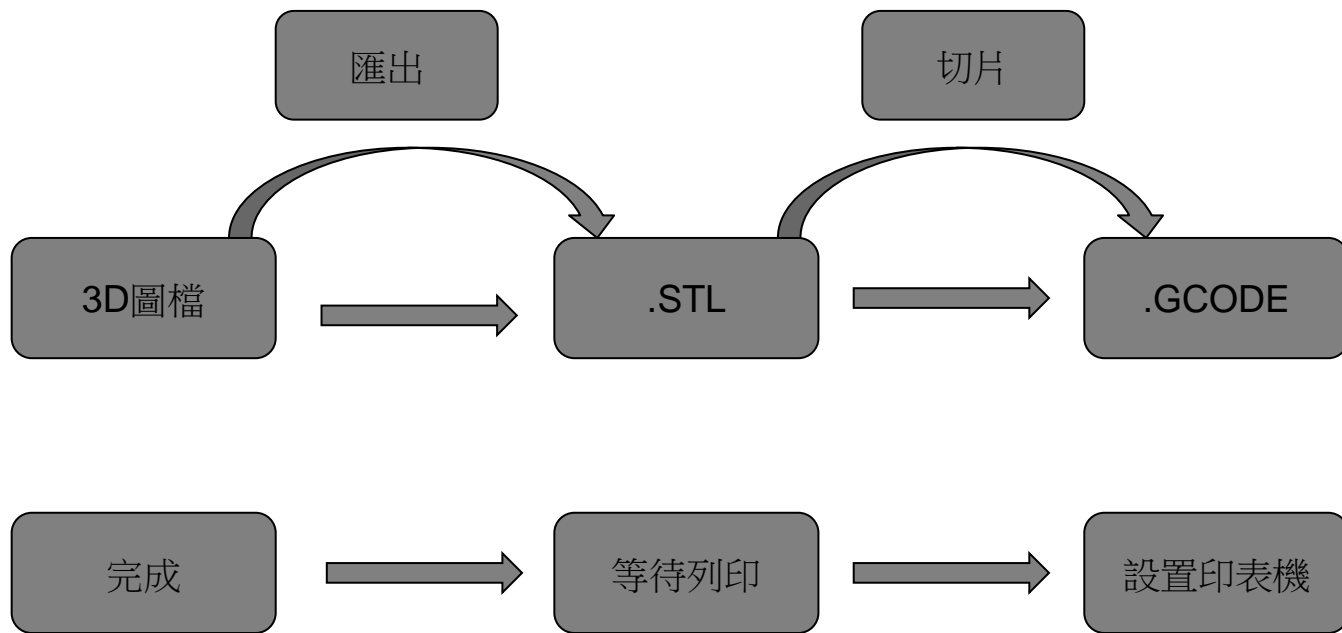 匯出
切片
3D圖檔
.STL
.GCODE
完成
等待列印
設置印表機